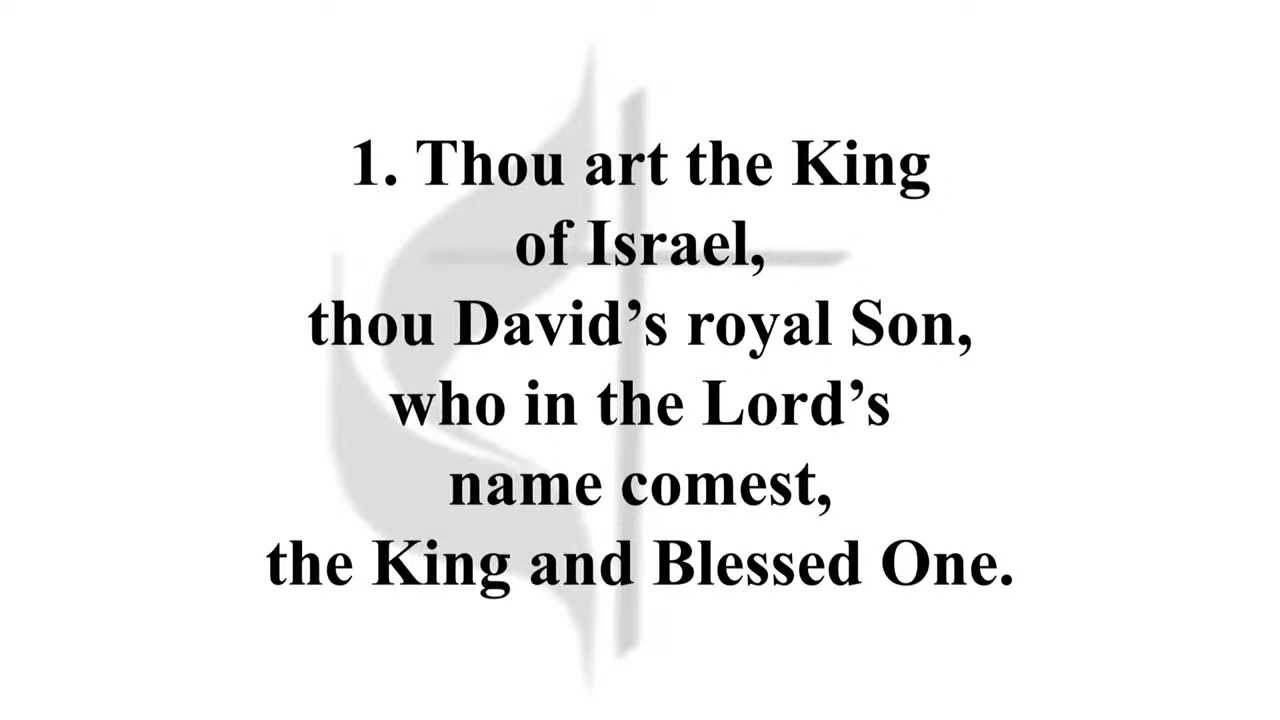 1. Thou art the King
of Israel,
thou David’s royal Son,
who in the Lord’s
name comest,
the King and Blessed One.